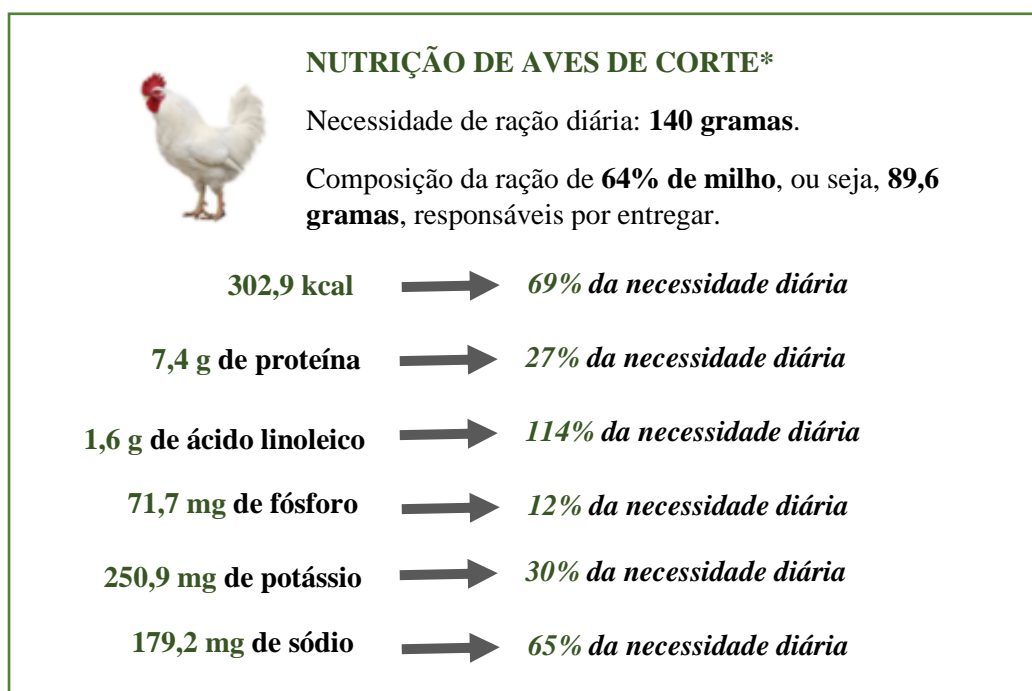 NUTRIÇÃO DE AVES DE CORTE*
Necessidade de ração diária: 140 gramas.
Composição da ração de 64% de milho, ou seja, 89,6
gramas, responsáveis por entregar.
302,9 kcal 69% da necessidade diária
7,4 g de proteína 27% da necessidade diária
1,6 g de ácido linoleico 114% da necessidade diária
71,7 mg de fósforo 12% da necessidade diária
250,9 mg de potássio 30% da necessidade diária
179,2 mg de sódio 65% da necessidade diária